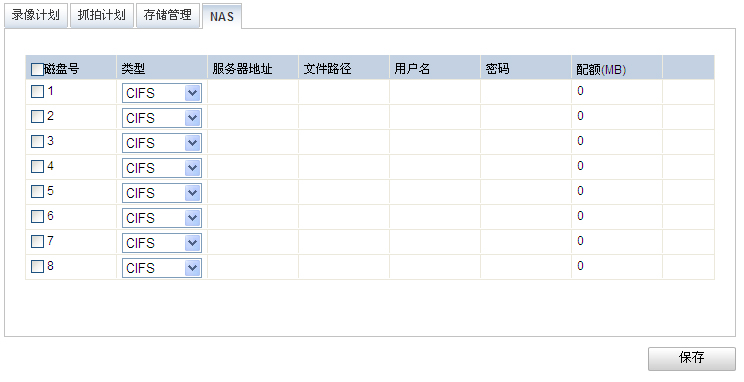 录像计划 抓拍计划 存储管理 NAS
磁盘号 类型 服务器地址 文件路径 用户名 密码 配额(MB)
1 CIFS 0
2 CIFS 0
3 CIFS 0
4 CIFS 0
5 CIFS 0
6 CIFS 0
7 CIFS 0
8 CIFS 0
保存